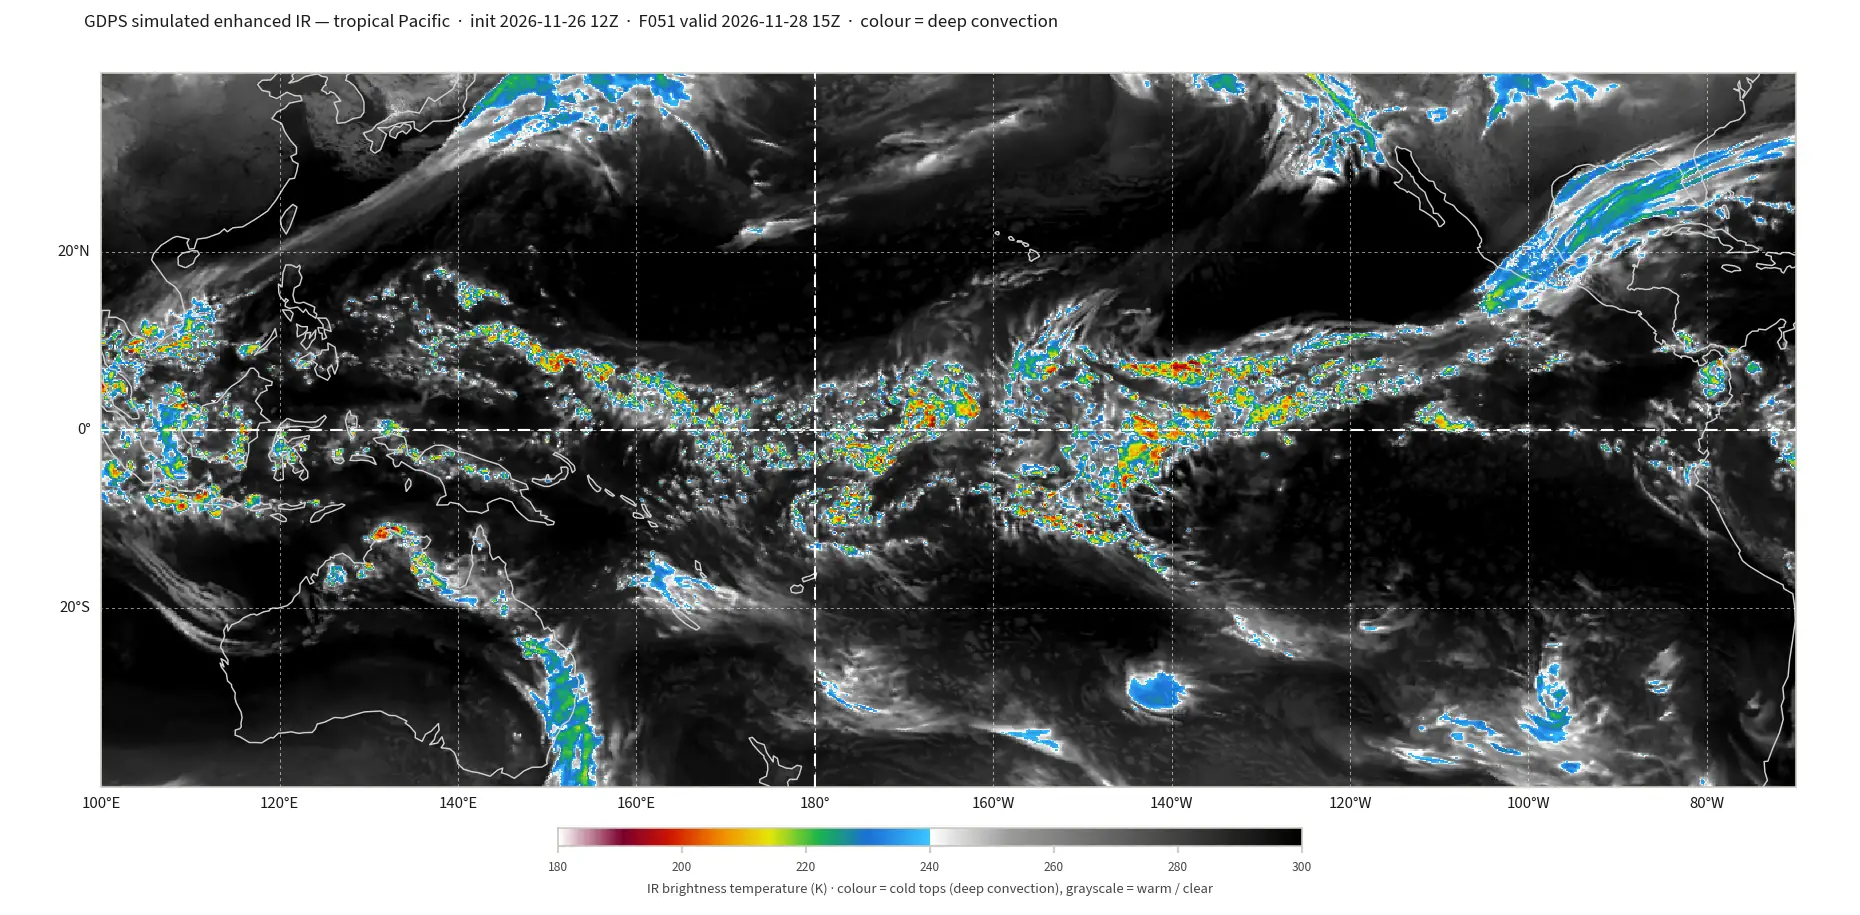 GDPS simulated enhanced IR — tropical Pacific · init 2026-11-26 12Z · F051 valid 2026-11-28 15Z · colour = deep convection
20°N
0°
20°S
100°E 120°E 140°E 160°E 180° 160°W 140°W 120°W 100°W 80°W
180 200 220 240 260 280 300
IR brightness temperature (K) · colour = cold tops (deep convection), grayscale = warm / clear